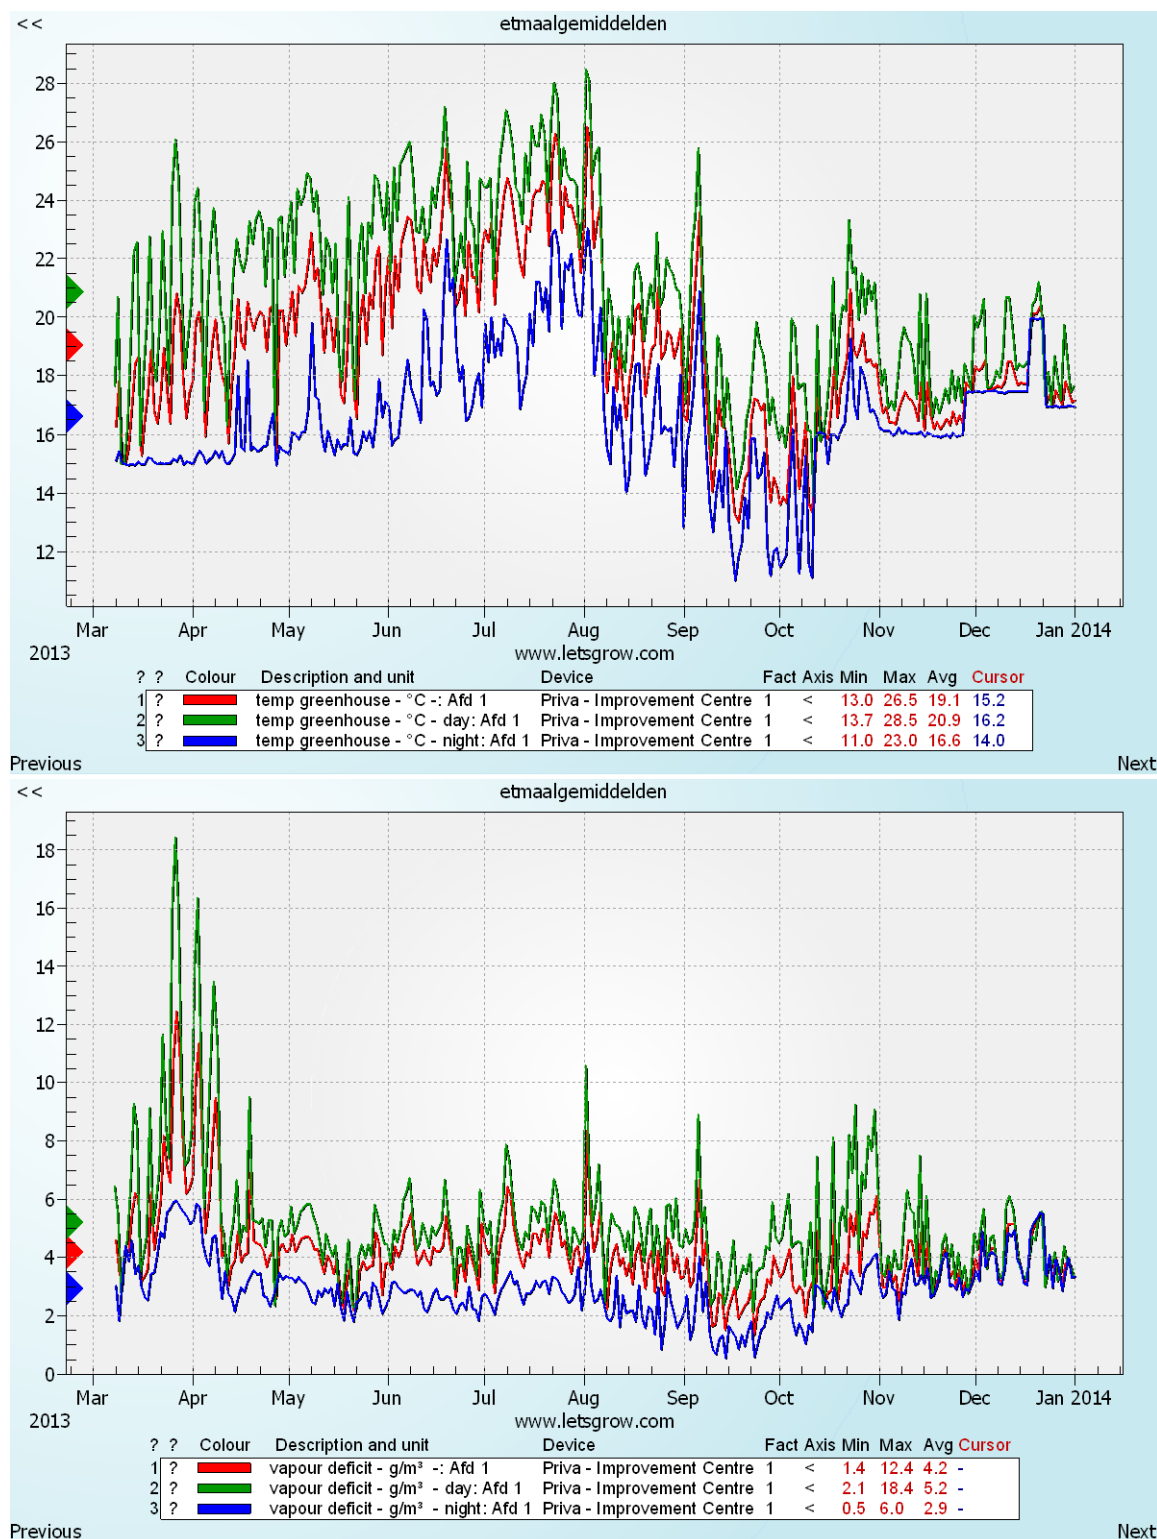 << etmaalgemiddelden
28
26
24
22
20
18
16
14
12
Mar Apr May Jun Jul Aug Sep Oct Nov Dec Jan 2014
2013 www.letsgrow.com
? ? Colour Description and unit Device Fact Axis Min Max Avg Cursor
1 ? temp greenhouse - °C -: Afd 1 Priva - Improvement Centre 1 < 13.0 26.5 19.1 15.2
2 ? temp greenhouse - °C - day: Afd 1 Priva - Improvement Centre 1 < 13.7 28.5 20.9 16.2
3 ? temp greenhouse - °C - night: Afd 1 Priva - Improvement Centre 1 < 11.0 23.0 16.6 14.0
Previous Next
<< etmaalgemiddelden
18
16
14
12
10
8
6
4
2
0
Mar Apr May Jun Jul Aug Sep Oct Nov Dec Jan 2014
2013 www.letsgrow.com
? ? Colour Description and unit Device Fact Axis Min Max Avg Cursor
1 ? vapour deficit - g/m³ -: Afd 1 Priva - Improvement Centre 1 < 1.4 12.4 4.2 -
2 ? vapour deficit - g/m³ - day: Afd 1 Priva - Improvement Centre 1 < 2.1 18.4 5.2 -
3 ? vapour deficit - g/m³ - night: Afd 1 Priva - Improvement Centre 1 < 0.5 6.0 2.9 -
Previous Next